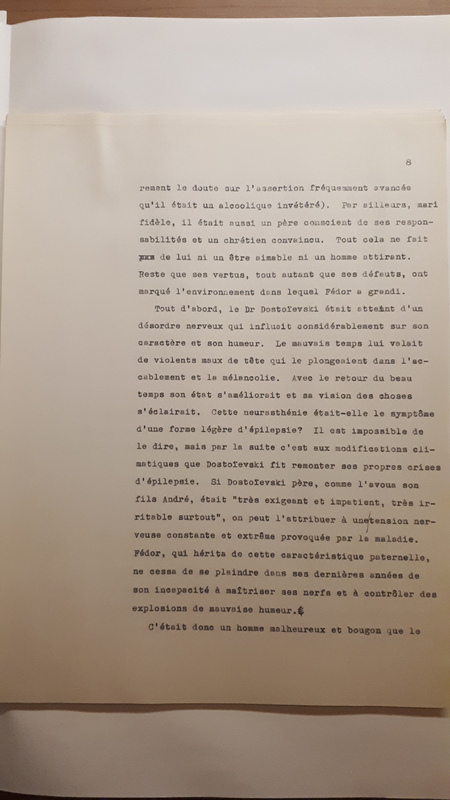 8
rement le doute sur l'assertion fréquemment avancée
qu'il était un alcoolique invétéré). Par ailleurs, mari
fidèle, il était aussi un père conscient de ses respon-
sabilités et un chrétien convaincu. Tout cela ne fait
xxx de lui ni un être aimable ni un homme attirant.
Reste que ses vertus, tout autant que ses défauts, ont
marqué l'environnement dans lequel Fédor a grandi.
Tout d'abord, le Dr Dostoïevski était atteint d'un
désordre nerveux qui influait considérablement sur son
caractère et son humeur. Le mauvais temps lui valait
de violents maux de tête qui le plongeaient dans l'ac-
cablement et la mélancolie. Avec le retour du beau
temps son état s'améliorait et sa vision des choses
s'éclairait. Cette neurasthénie était-elle le symptôme
d'une forme légère d'épilepsie? Il est impossible de
le dire, mais par la suite c'est aux modifications cli-
matiques que Dostoïevski fit remonter ses propres crises
d'épilepsie. Si Dostoïevski père, comme l'avoua son
fils André, était "très exigeant et impatient, très ir-
ritable surtout", on peut l'attribuer à une tension ner-
veuse constante et extrême provoquée par la maladie.
Fédor, qui hérita de cette caractéristique paternelle,
ne cessa de se plaindre dans ses dernières années de
son incapacité à maîtriser ses nerfs et à contrôler des
explosions de mauvaise humeur.
C'était donc un homme malheureux et bougon que le